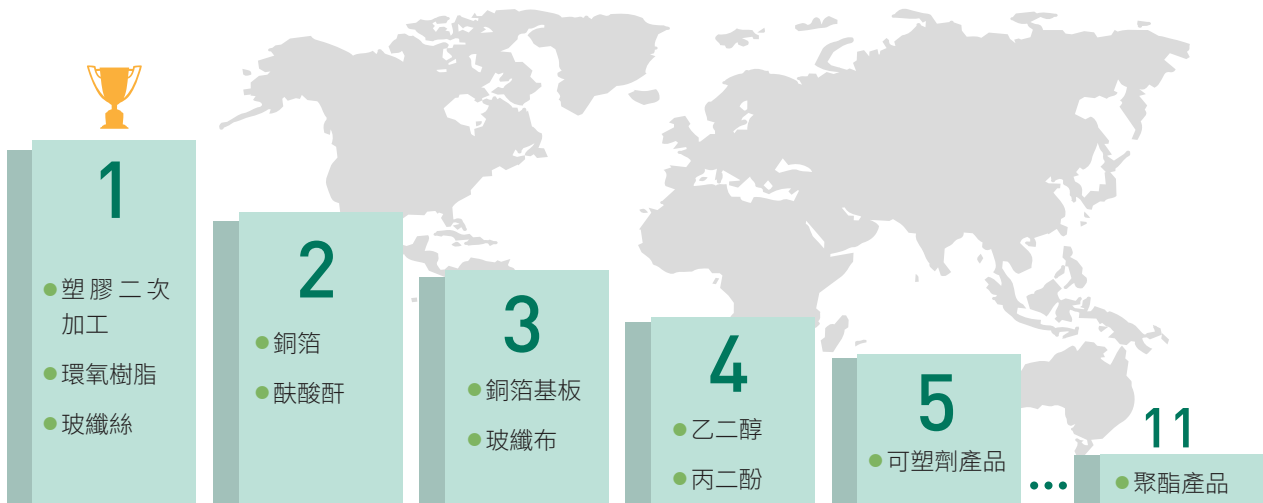 1
塑膠二次
加工
環氧樹脂
玻纖絲
2
銅箔
酞酸酐
3
銅箔基板
玻纖布
4
乙二醇
丙二酚
5
可塑劑產品
...
11
聚酯產品